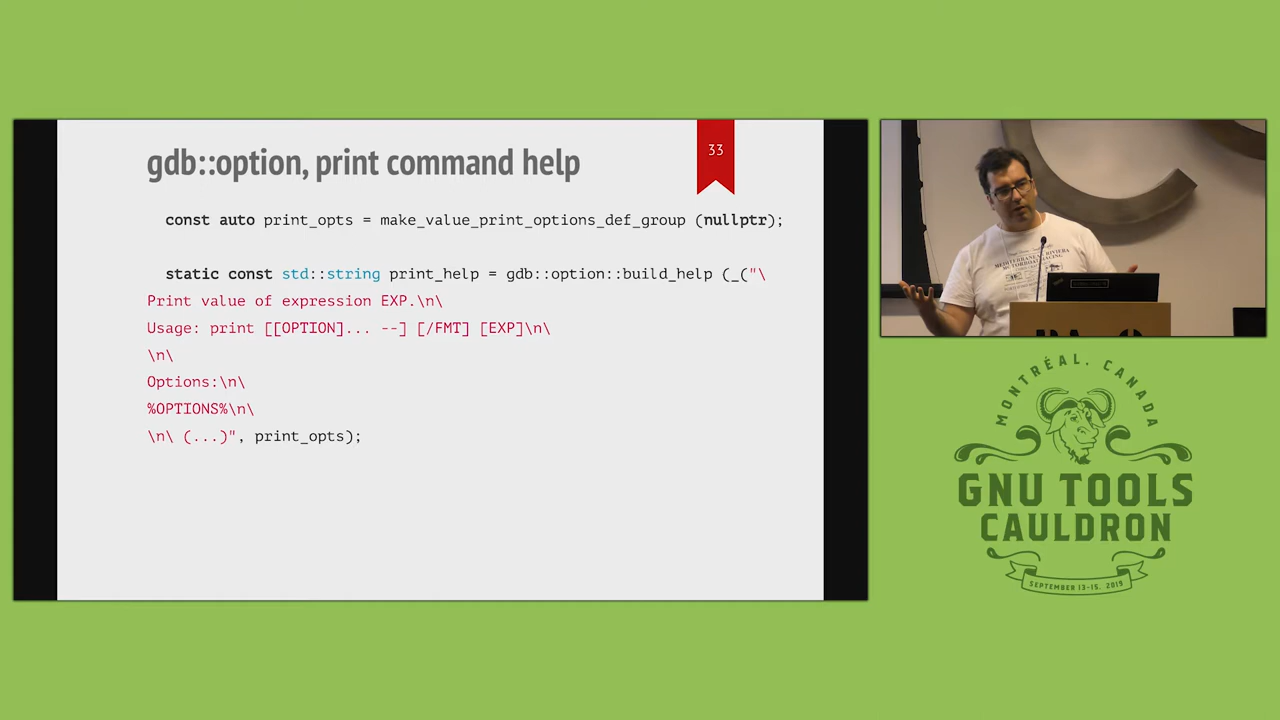 gdb::option, print command help
33
const auto print_opts = make_value_print_options_def_group (nullptr);
static const std::string print_help = gdb::option::build_help (_("\
Print value of expression EXP.\n\
Usage: print [[OPTION]... --] [/FMT] [EXP]\n\
\n\
Options:\n\
%OPTIONS%\n\
\n\ (...)", print_opts);
MONTRÉAL, CANADA
GNU TOOLS
CAULDRON
SEPTEMBER 13-15, 2019